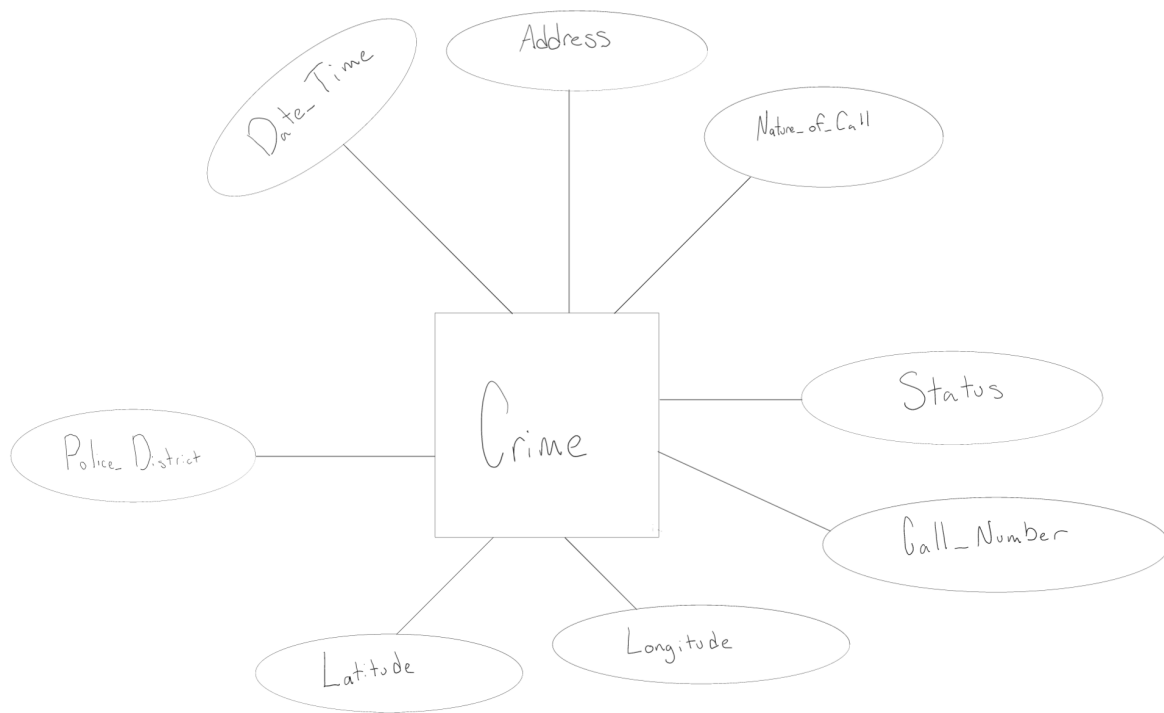 Address
Date_Time
Nature_of_Call
Status
Crime
Police_District
Call_Number
Longitude
Latitude